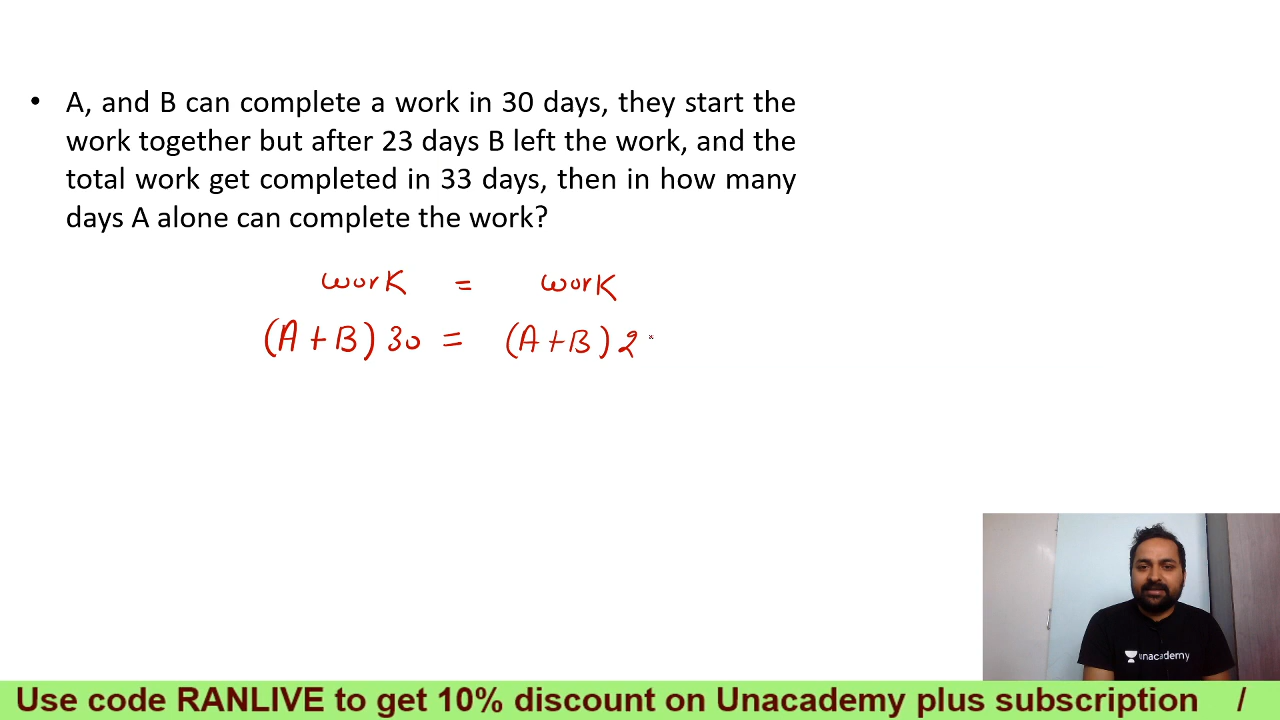 • A, and B can complete a work in 30 days, they start the
work together but after 23 days B left the work, and the
total work get completed in 33 days, then in how many
days A alone can complete the work?
work = work
(A+B) 30 = (A+B) 2
unacademy
Use code RANLIVE to get 10% discount on Unacademy plus subscription /